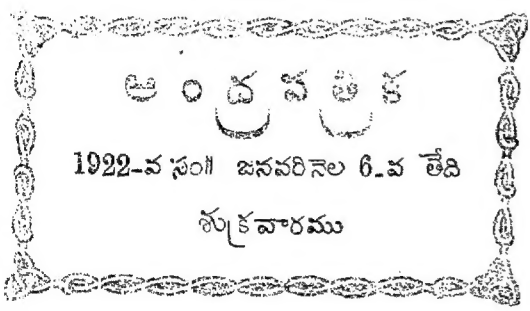 ఆంధ్రపత్రిక
1922-వ సం॥ జనవరినెల 6-వ తేది
శుక్రవారము